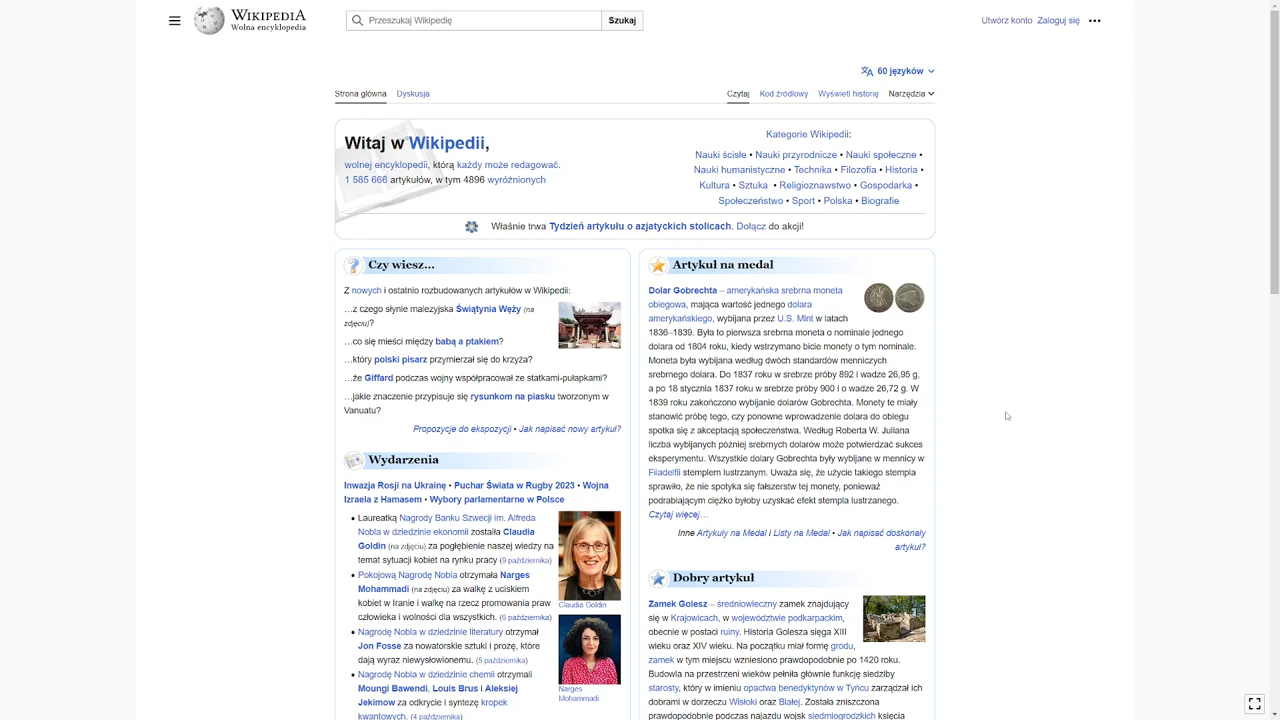 WIKIPEDIA
Wolna encyklopedia
Przeszukaj Wikipedię
Szukaj
Utwórz konto Zaloguj się
60 języków
Strona główna Dyskusja
Czytaj Kod źródłowy Wyświetl historię Narzędzia
Witaj w Wikipedii,
wolnej encyklopedii, którą każdy może redagować.
1 585 666 artykułów, w tym 4896 wyróżnionych
Kategorie Wikipedii:
Nauki ścisłe • Nauki przyrodnicze • Nauki społeczne •
Nauki humanistyczne • Technika • Filozofia • Historia •
Kultura • Sztuka • Religioznawstwo • Gospodarka •
Społeczeństwo • Sport • Polska • Biografie
Właśnie trwa Tydzień artykułu o azjatyckich stolicach. Dołącz do akcji!
Czy wiesz...
Z nowych i ostatnio rozbudowanych artykułów w Wikipedii:
…z czego słynie malezyjska Świątynia Węży (na
zdjęciu)?
…co się mieści między babą a ptakiem?
…który polski pisarz przymierzał się do krzyża?
…że Giffard podczas wojny współpracował ze statkami-pułapkami?
…jakie znaczenie przypisuje się rysunkom na piasku tworzonym w
Vanuatu?
Propozycje do ekspozycji • Jak napisać nowy artykuł?
Wydarzenia
Inwazja Rosji na Ukrainę • Puchar Świata w Rugby 2023 • Wojna
Izraela z Hamasem • Wybory parlamentarne w Polsce
• Laureatką Nagrody Banku Szwecji im. Alfreda
Nobla w dziedzinie ekonomii została Claudia
Goldin (na zdjęciu) za pogłębienie naszej wiedzy na
temat sytuacji kobiet na rynku pracy (9 października)
• Pokojową Nagrodę Nobla otrzymała Narges
Mohammadi (na zdjęciu) za walkę z uciskiem
kobiet w Iranie i walkę na rzecz promowania praw
człowieka i wolności dla wszystkich. (6 października)
• Nagrodę Nobla w dziedzinie literatury otrzymał
Jon Fosse za nowatorskie sztuki i prozę, które
dają wyraz niewysłowionemu. (5 października)
• Nagrodę Nobla w dziedzinie chemii otrzymali
Moungi Bawendi, Louis Brus i Aleksiej
Jekimow za odkrycie i syntezę kropek
kwantowych. (4 października)
Claudia Goldin
Narges
Mohammadi
Artykuł na medal
Dolar Gobrechta – amerykańska srebrna moneta
obiegowa, mająca wartość jednego dolara
amerykańskiego, wybijana przez U.S. Mint w latach
1836–1839. Była to pierwsza srebrna moneta o nominale jednego
dolara od 1804 roku, kiedy wstrzymano bicie monety o tym nominale.
Moneta była wybijana według dwóch standardów menniczych
srebrnego dolara. Do 1837 roku w srebrze próby 892 i wadze 26,95 g,
a po 18 stycznia 1837 roku w srebrze próby 900 i o wadze 26,72 g. W
1839 roku zakończono wybijanie dolarów Gobrechta. Monety te miały
stanowić próbę tego, czy ponowne wprowadzenie dolara do obiegu
spotka się z akceptacją społeczeństwa. Według Roberta W. Juliana
liczba wybijanych później srebrnych dolarów może potwierdzać sukces
eksperymentu. Wszystkie dolary Gobrechta były wybijane w mennicy w
Filadelfii stemplem lustrzanym. Uważa się, że użycie takiego stempla
sprawiło, że nie spotyka się fałszerstw tej monety, ponieważ
podrabiającym ciężko byłoby uzyskać efekt stempla lustrzanego.
Czytaj więcej…
Inne Artykuły na Medal i Listy na Medal • Jak napisać doskonały
artykuł?
Dobry artykuł
Zamek Golesz – średniowieczny zamek znajdujący
się w Krajowicach, w województwie podkarpackim,
obecnie w postaci ruiny. Historia Golesza sięga XIII
wieku oraz XIV wieku. Na początku miał formę grodu,
zamek w tym miejscu wzniesiono prawdopodobnie po 1420 roku.
Budowla na przestrzeni wieków pełniła głównie funkcję siedziby
starosty, który w imieniu opactwa benedyktynów w Tyńcu zarządzał ich
dobrami w dorzeczu Wisłoki oraz Białej. Została zniszczona
prawdopodobnie podczas najazdu wojsk siedmiogrodzkich księcia